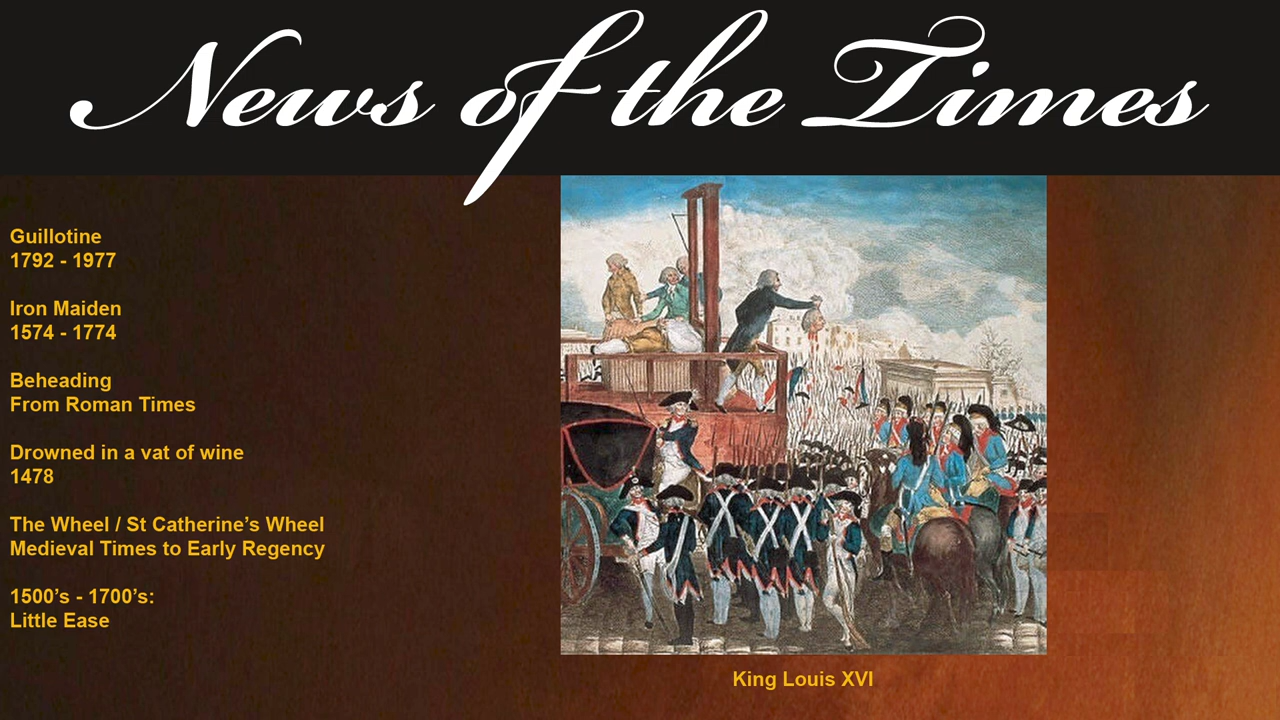 News of the Times
Guillotine
1792 - 1977
Iron Maiden
1574 - 1774
Beheading
From Roman Times
Drowned in a vat of wine
1478
The Wheel / St Catherine’s Wheel
Medieval Times to Early Regency
1500’s - 1700’s:
Little Ease
King Louis XVI